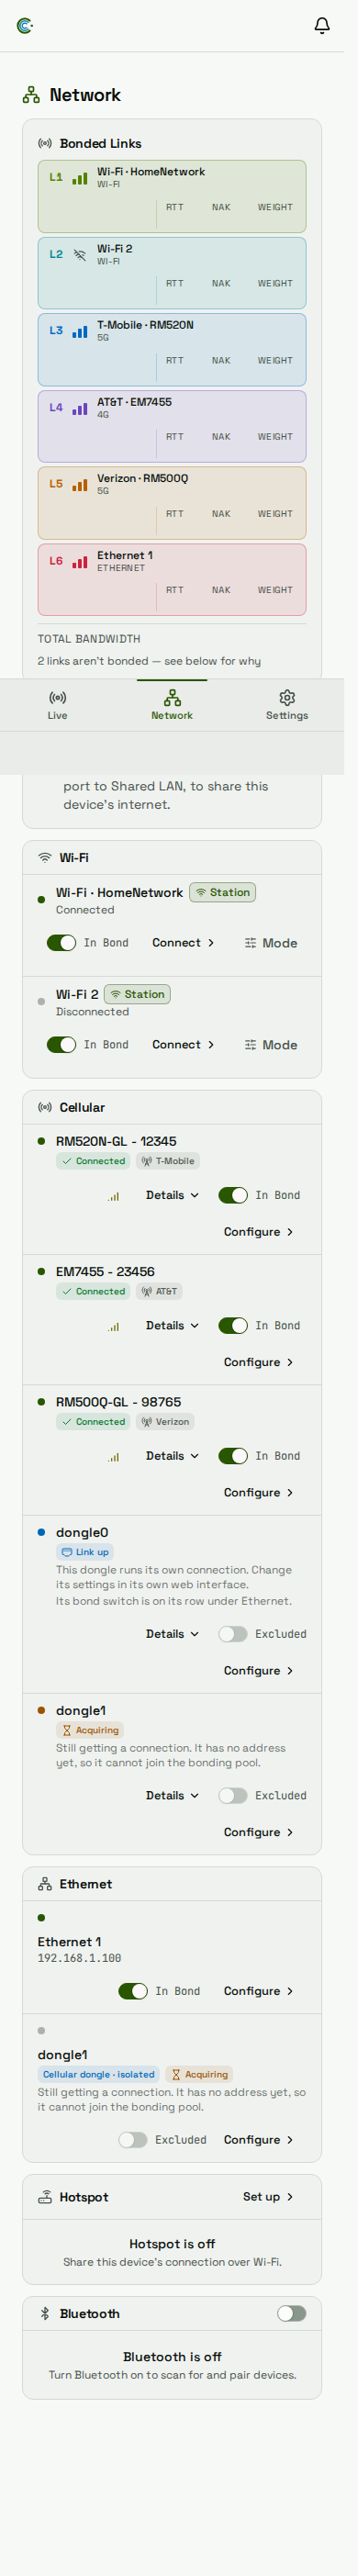 Network
Bonded Links
L1
Wi-Fi · HomeNetwork
WI-FI
RTT NAK WEIGHT
L2
Wi-Fi 2
WI-FI
RTT NAK WEIGHT
L3
T-Mobile · RM520N
5G
RTT NAK WEIGHT
L4
AT&T · EM7455
4G
RTT NAK WEIGHT
L5
Verizon · RM500Q
5G
RTT NAK WEIGHT
L6
Ethernet 1
ETHERNET
RTT NAK WEIGHT
TOTAL BANDWIDTH
2 links aren't bonded — see below for why
Live Network Settings
port to Shared LAN, to share this
device's internet.
Wi-Fi
Wi-Fi · HomeNetwork Station
Connected
In Bond Connect Mode
Wi-Fi 2 Station
Disconnected
In Bond Connect Mode
Cellular
RM520N-GL - 12345
Connected T-Mobile
Details In Bond
Configure
EM7455 - 23456
Connected AT&T
Details In Bond
Configure
RM500Q-GL - 98765
Connected Verizon
Details In Bond
Configure
dongle0
Link up
This dongle runs its own connection. Change
its settings in its own web interface.
Its bond switch is on its row under Ethernet.
Details Excluded
Configure
dongle1
Acquiring
Still getting a connection. It has no address
yet, so it cannot join the bonding pool.
Details Excluded
Configure
Ethernet
Ethernet 1
192.168.1.100
In Bond Configure
dongle1
Cellular dongle · isolated Acquiring
Still getting a connection. It has no address yet, so
it cannot join the bonding pool.
Excluded Configure
Hotspot Set up
Hotspot is off
Share this device's connection over Wi-Fi.
Bluetooth
Bluetooth is off
Turn Bluetooth on to scan for and pair devices.